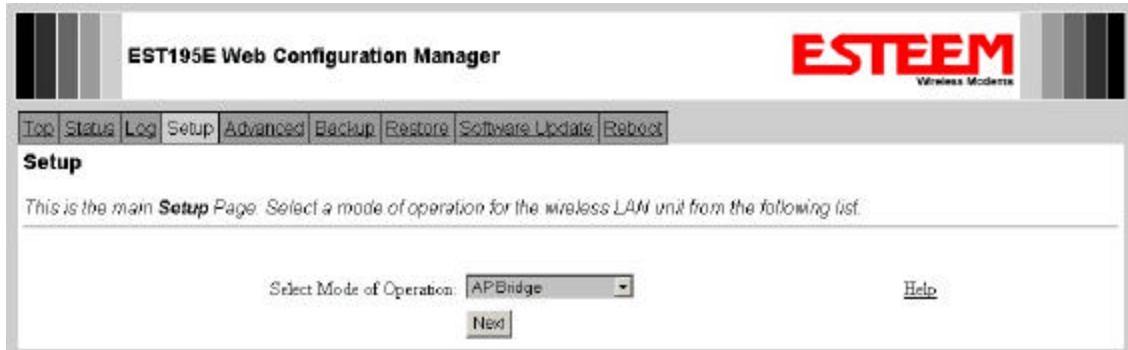 EST195E Web Configuration Manager
ESTEEM
Wireless Modems
Top Status Log Setup Advanced Backup Restore Software Update Reboot
Setup
This is the main Setup Page. Select a mode of operation for the wireless LAN unit from the following list.
Select Mode of Operation: APBridge
Help
Next